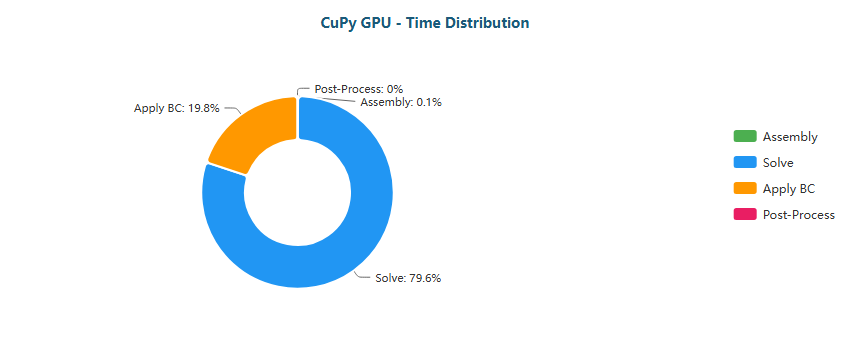 CuPy GPU - Time Distribution
Post-Process: 0%
Assembly: 0.1%
Apply BC: 19.8%
Solve: 79.6%
Assembly
Solve
Apply BC
Post-Process